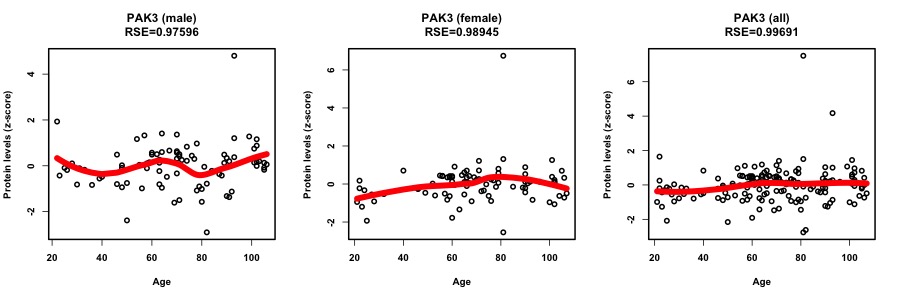 PAK3 (male)
RSE=0.97596
Protein levels (z-score)
4
2
0
-2
20 40 60 80 100
Age
PAK3 (female)
RSE=0.98945
Protein levels (z-score)
6
4
2
0
-2
20 40 60 80 100
Age
PAK3 (all)
RSE=0.99691
Protein levels (z-score)
6
4
2
0
-2
20 40 60 80 100
Age